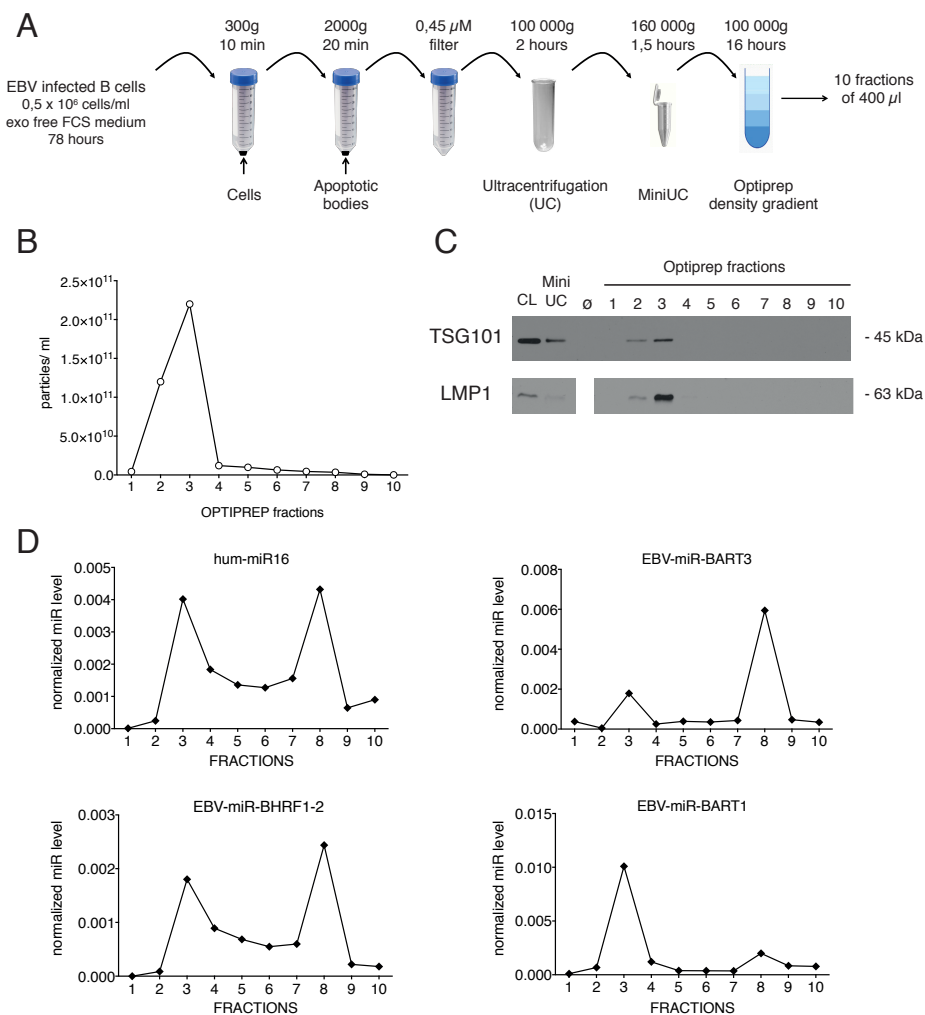 A
300g
10 min
2000g
20 min
0,45 µM
filter
100 000g
2 hours
160 000g
1,5 hours
100 000g
16 hours
EBV infected B cells
0,5 x 10⁶ cells/ml
exo free FCS medium
78 hours
10 fractions
of 400 µl
Cells
Apoptotic
bodies
Ultracentrifugation
(UC)
MiniUC
Optiprep
density gradient
B
particles/ ml
2.5×10¹¹
2.0×10¹¹
1.5×10¹¹
1.0×10¹¹
5.0×10¹⁰
0.0
1 2 3 4 5 6 7 8 9 10
OPTIPREP fractions
C
Optiprep fractions
CL
Mini
UC
ø 1 2 3 4 5 6 7 8 9 10
TSG101
- 45 kDa
LMP1
- 63 kDa
D
hum-miR16
normalized miR level
0.005
0.004
0.003
0.002
0.001
0.000
1 2 3 4 5 6 7 8 9 10
FRACTIONS
EBV-miR-BART3
normalized miR level
0.008
0.006
0.004
0.002
0.000
1 2 3 4 5 6 7 8 9 10
FRACTIONS
EBV-miR-BHRF1-2
normalized miR level
0.003
0.002
0.001
0.000
1 2 3 4 5 6 7 8 9 10
FRACTIONS
EBV-miR-BART1
normalized miR level
0.015
0.010
0.005
0.000
1 2 3 4 5 6 7 8 9 10
FRACTIONS